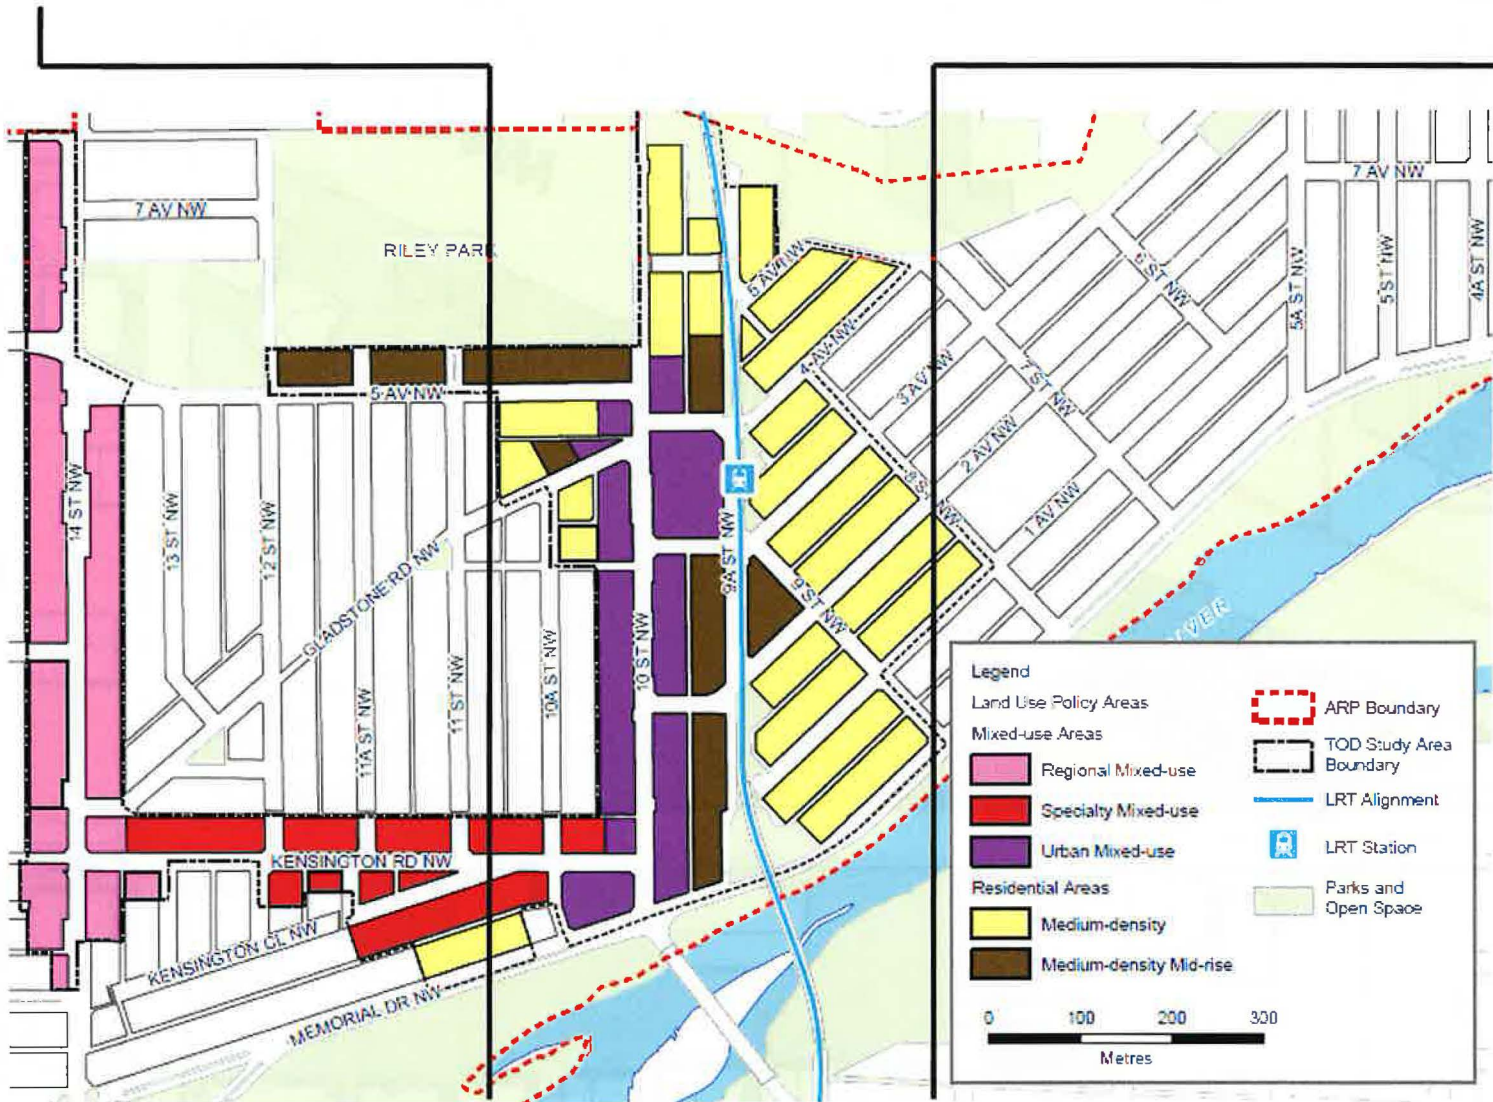 7 AV NW
7 AV NW
RILEY PARK
5 AV NW
4 AV NW
3 AV NW
2 AV NW
1 AV NW
6 ST NW
7 ST NW
8 ST NW
9 ST NW
5A ST NW
5 ST NW
4A ST NW
5 AV NW
14 ST NW
13 ST NW
12 ST NW
GLADSTONE RD NW
11A ST NW
11 ST NW
10A ST NW
10 ST NW
9A ST NW
KENSINGTON RD NW
KENSINGTON CL NW
MEMORIAL DR NW
Legend
Land Use Policy Areas
Mixed-use Areas
Regional Mixed-use
Specialty Mixed-use
Urban Mixed-use
Residential Areas
Medium-density
Medium-density Mid-rise
ARP Boundary
TOD Study Area
Boundary
LRT Alignment
LRT Station
Parks and
Open Space
0 100 200 300
Metres